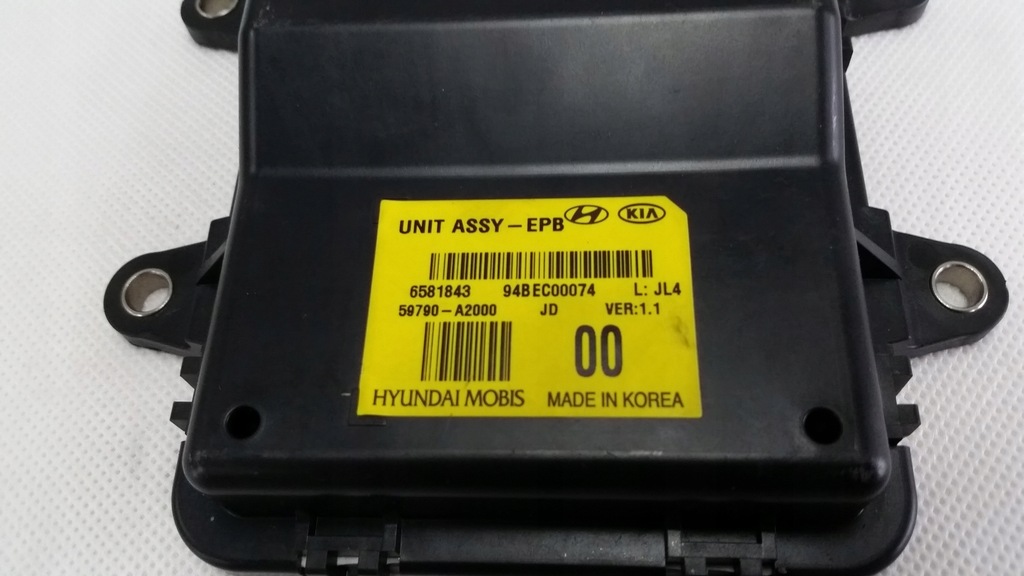 UNIT ASSY-EPB KIA
6581843 94BEC00074 L: JL4
59790-A2000 JD VER:1.1
00
HYUNDAI MOBIS MADE IN KOREA